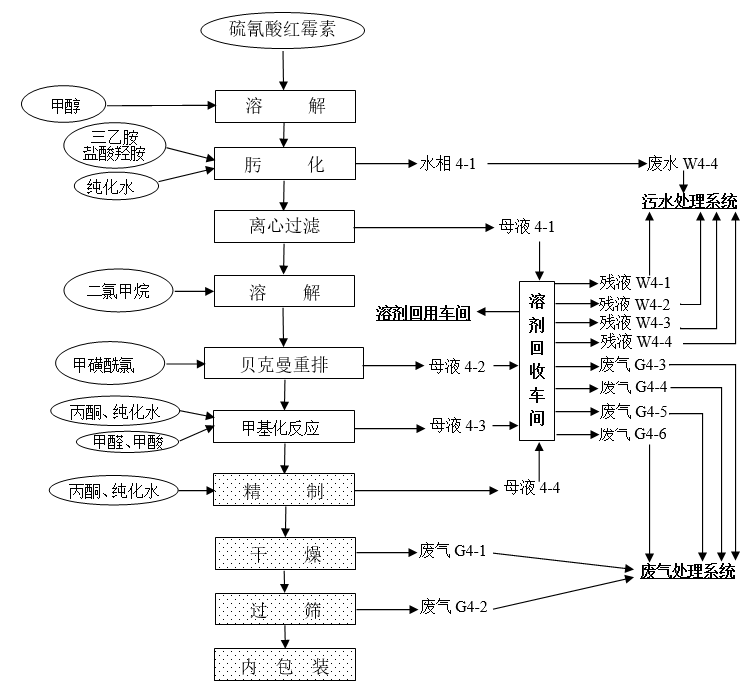 硫氰酸红霉素
甲醇
溶 解
三乙胺
盐酸羟胺
纯化水
肟 化
水相 4-1
废水 W4-4
污水处理系统
离心过滤
母液 4-1
二氯甲烷
溶 解
溶剂回用车间
溶剂回收车间
残液 W4-1
残液 W4-2
残液 W4-3
残液 W4-4
废气 G4-3
废气 G4-4
废气 G4-5
废气 G4-6
甲磺酰氯
贝克曼重排
母液 4-2
丙酮、纯化水
甲醛、甲酸
甲基化反应
母液 4-3
丙酮、纯化水
精 制
母液 4-4
干 燥
废气 G4-1
废气处理系统
过 筛
废气 G4-2
内 包 装